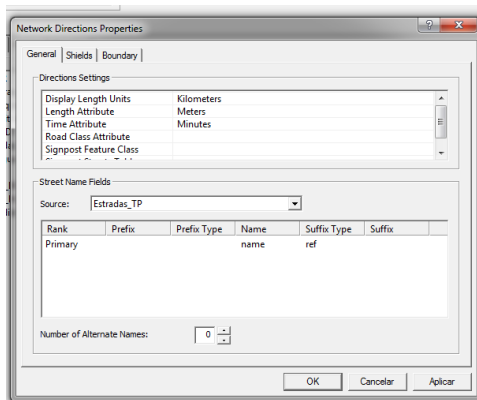 Network Directions Properties
General Shields Boundary
Directions Settings
Display Length Units Kilometers
Length Attribute Meters
Time Attribute Minutes
Road Class Attribute
Signpost Feature Class
Street Name Fields
Source: Estradas_TP
Rank Prefix Prefix Type Name Suffix Type Suffix
Primary name ref
Number of Alternate Names: 0
OK Cancelar Aplicar